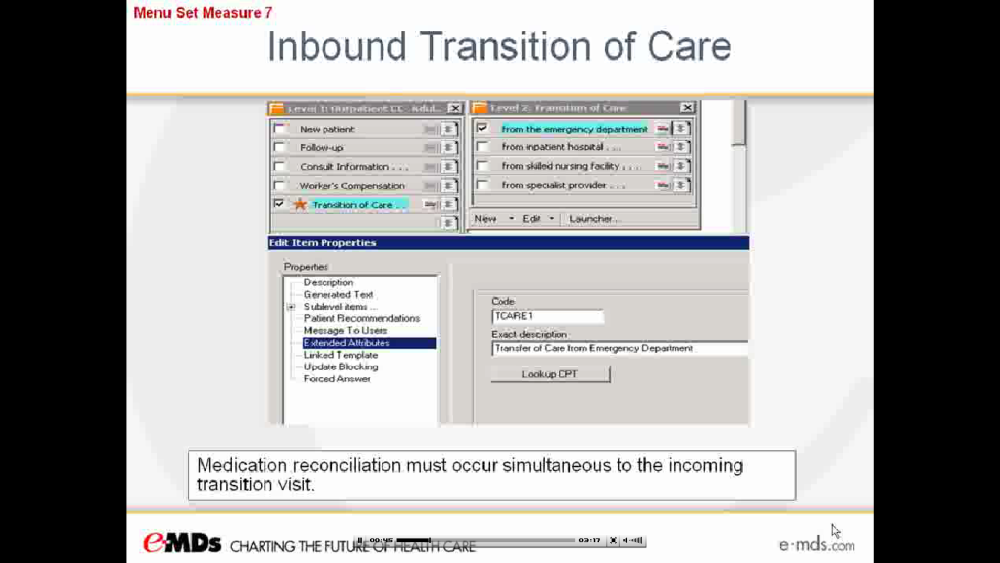 Menu Set Measure 7
Inbound Transition of Care
Level 1: Outpatient CC - Adul...
Level 2: Transition of Care
New patient
Follow-up
Consult Information . . .
Worker's Compensation
Transition of Care . . .
from the emergency department
from inpatient hospital . . . .
from skilled nursing facility . . .
from specialist provider . . .
New
Edit
Launcher...
Edit Item Properties
Properties
Description
Generated Text
Sublevel items ...
Patient Recommendations
Message To Users
Extended Attributes
Linked Template
Update Blocking
Forced Answer
Code
TCARE1
Exact description
Transfer of Care from Emergency Department
Lookup CPT
Medication reconciliation must occur simultaneous to the incoming
transition visit.
e-MDs CHARTING THE FUTURE OF HEALTH CARE
00:45
03:17
e-mds.com